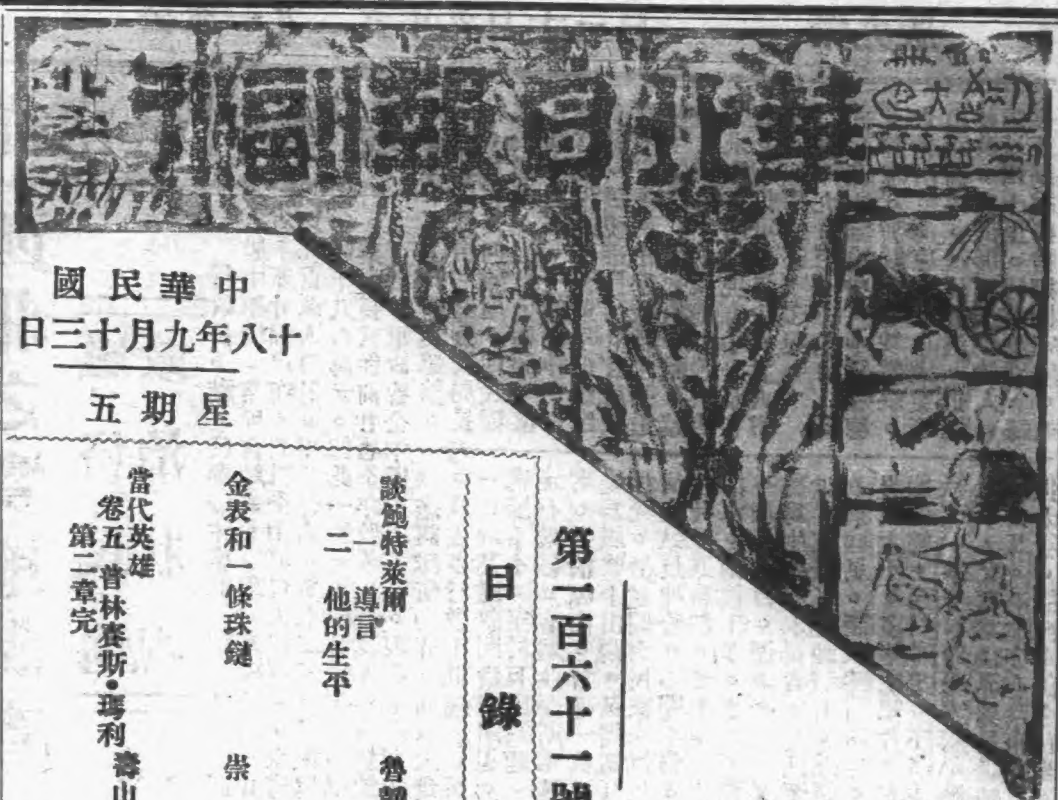 華北日報副刊
中華民國
十八年九月十三日
星期五
第一百六十一號
目錄
談鮑特萊爾
一 導言
二 他的生平
金表和一條珠鏈 崇
當代英雄 壽山
卷五 普林賽斯•瑪利
第二章完